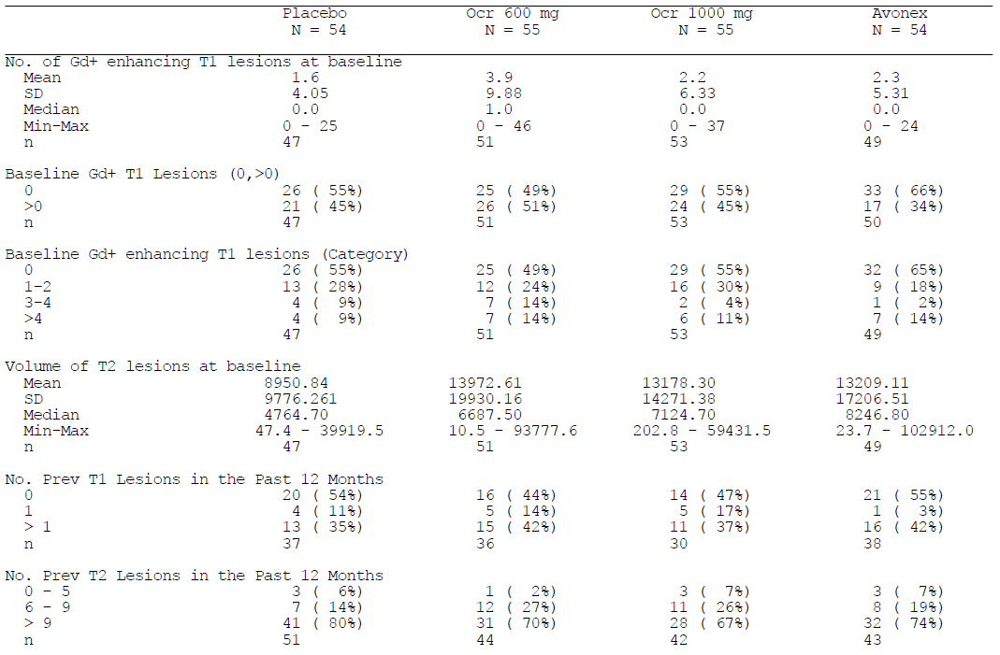 Placebo Ocr 600 mg Ocr 1000 mg Avonex
N = 54 N = 55 N = 55 N = 54
No. of Gd+ enhancing T1 lesions at baseline
Mean 1.6 3.9 2.2 2.3
SD 4.05 9.88 6.33 5.31
Median 0.0 1.0 0.0 0.0
Min-Max 0 - 25 0 - 46 0 - 37 0 - 24
n 47 51 53 49
Baseline Gd+ T1 Lesions (0,>0)
0 26 ( 55%) 25 ( 49%) 29 ( 55%) 33 ( 66%)
>0 21 ( 45%) 26 ( 51%) 24 ( 45%) 17 ( 34%)
n 47 51 53 50
Baseline Gd+ enhancing T1 lesions (Category)
0 26 ( 55%) 25 ( 49%) 29 ( 55%) 32 ( 65%)
1-2 13 ( 28%) 12 ( 24%) 16 ( 30%) 9 ( 18%)
3-4 4 ( 9%) 7 ( 14%) 2 ( 4%) 1 ( 2%)
>4 4 ( 9%) 7 ( 14%) 6 ( 11%) 7 ( 14%)
n 47 51 53 49
Volume of T2 lesions at baseline
Mean 8950.84 13972.61 13178.30 13209.11
SD 9776.261 19930.16 14271.38 17206.51
Median 4764.70 6687.50 7124.70 8246.80
Min-Max 47.4 - 39919.5 10.5 - 93777.6 202.8 - 59431.5 23.7 - 102912.0
n 47 51 53 49
No. Prev T1 Lesions in the Past 12 Months
0 20 ( 54%) 16 ( 44%) 14 ( 47%) 21 ( 55%)
1 4 ( 11%) 5 ( 14%) 5 ( 17%) 1 ( 3%)
> 1 13 ( 35%) 15 ( 42%) 11 ( 37%) 16 ( 42%)
n 37 36 30 38
No. Prev T2 Lesions in the Past 12 Months
0 - 5 3 ( 6%) 1 ( 2%) 3 ( 7%) 3 ( 7%)
6 - 9 7 ( 14%) 12 ( 27%) 11 ( 26%) 8 ( 19%)
> 9 41 ( 80%) 31 ( 70%) 28 ( 67%) 32 ( 74%)
n 51 44 42 43